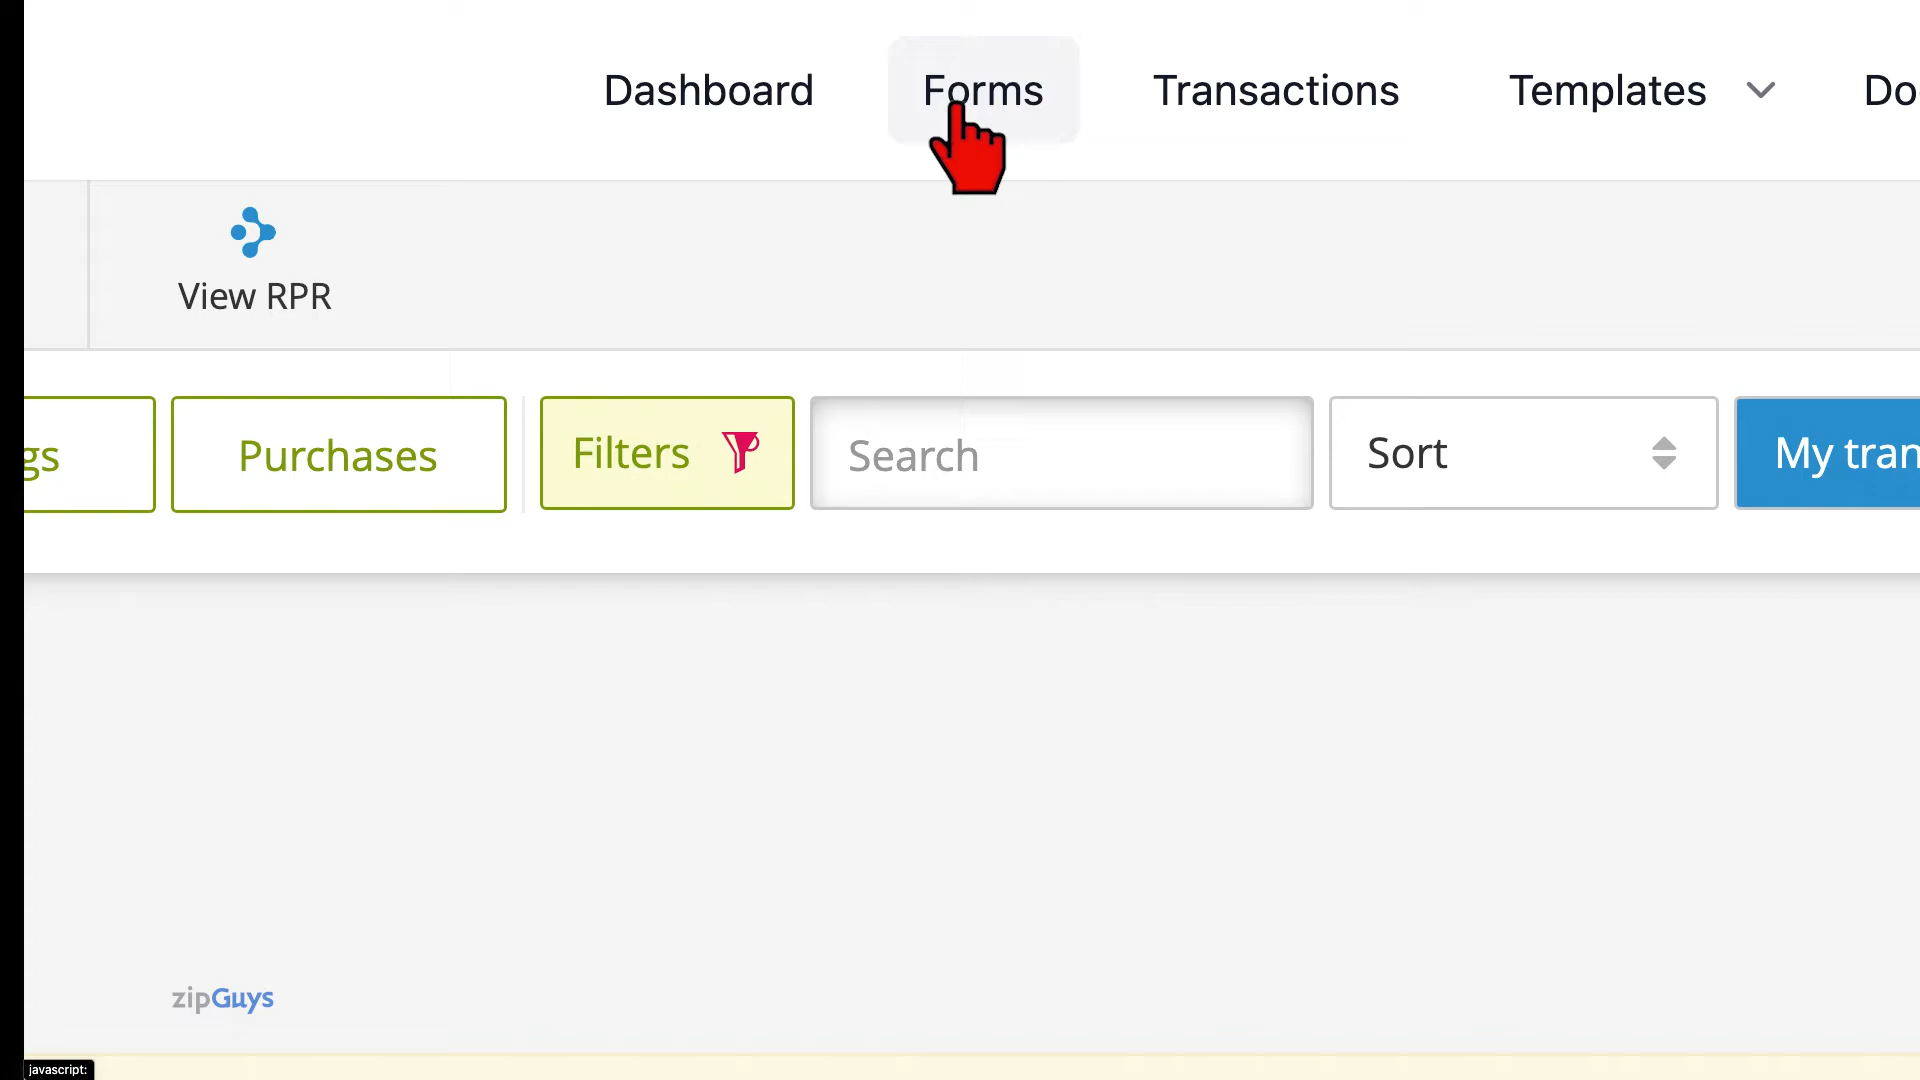 Dashboard Forms Transactions Templates Do
View RPR
gs Purchases Filters Search Sort My tran
zipGuys
javascript: